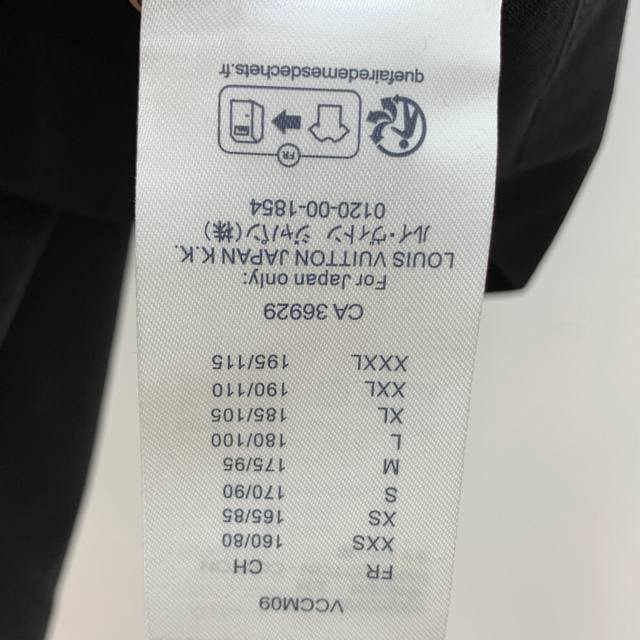 VCCM09
FR CH
XXS 160/80
XS 165/85
S 170/90
M 175/95
L 180/100
XL 185/105
XXL 190/110
XXXL 195/115
CA 36929
For Japan only:
LOUIS VUITTON JAPAN K.K.
ルイ・ヴィトン ジャパン(株)
0120-00-1854
FR
quefairedemesdechets.fr